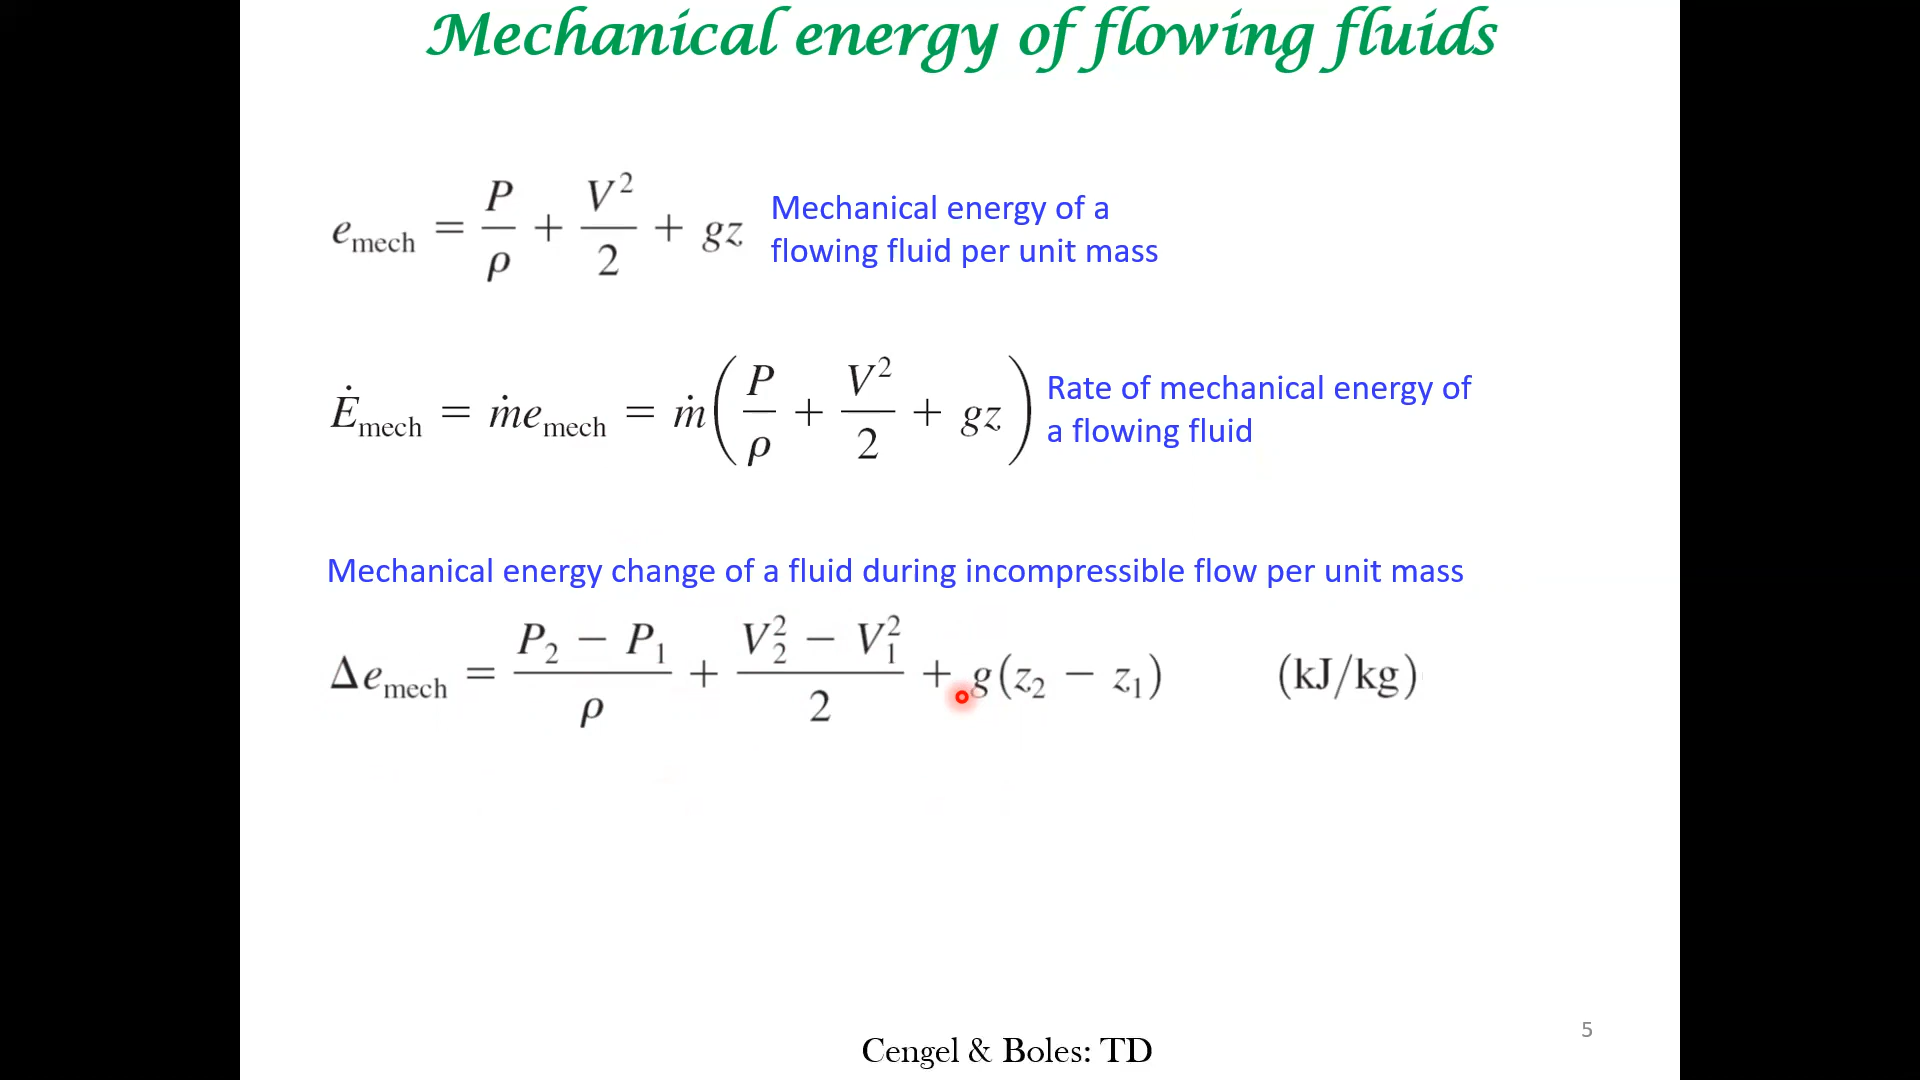 Mechanical energy of flowing fluids
e_mech = P/ρ + V²/2 + gz
Mechanical energy of a
flowing fluid per unit mass
Ė_mech = ṁe_mech = ṁ(P/ρ + V²/2 + gz)
Rate of mechanical energy of
a flowing fluid
Mechanical energy change of a fluid during incompressible flow per unit mass
Δe_mech = (P₂ − P₁)/ρ + (V₂² − V₁²)/2 + g(z₂ − z₁) (kJ/kg)
5
Cengel & Boles: TD